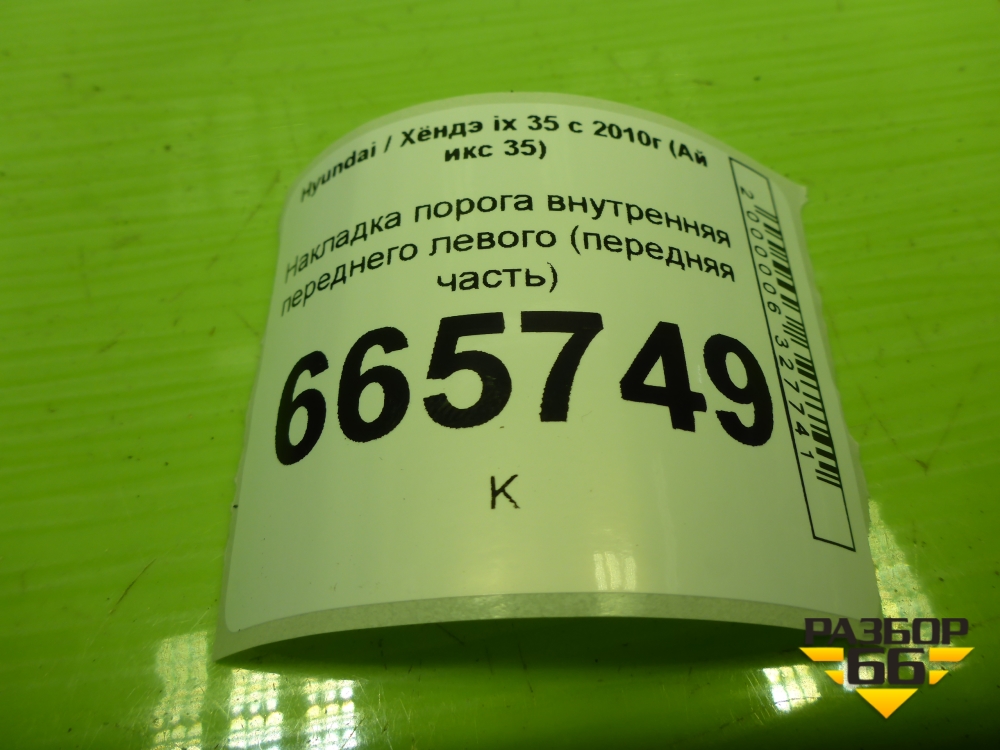 Hyundai / Хёндэ ix 35 с 2010г (Ай
икс 35)
Накладка порога внутренняя
переднего левого (передняя
часть)
665749
К
2000006327741
РАЗБОР
66